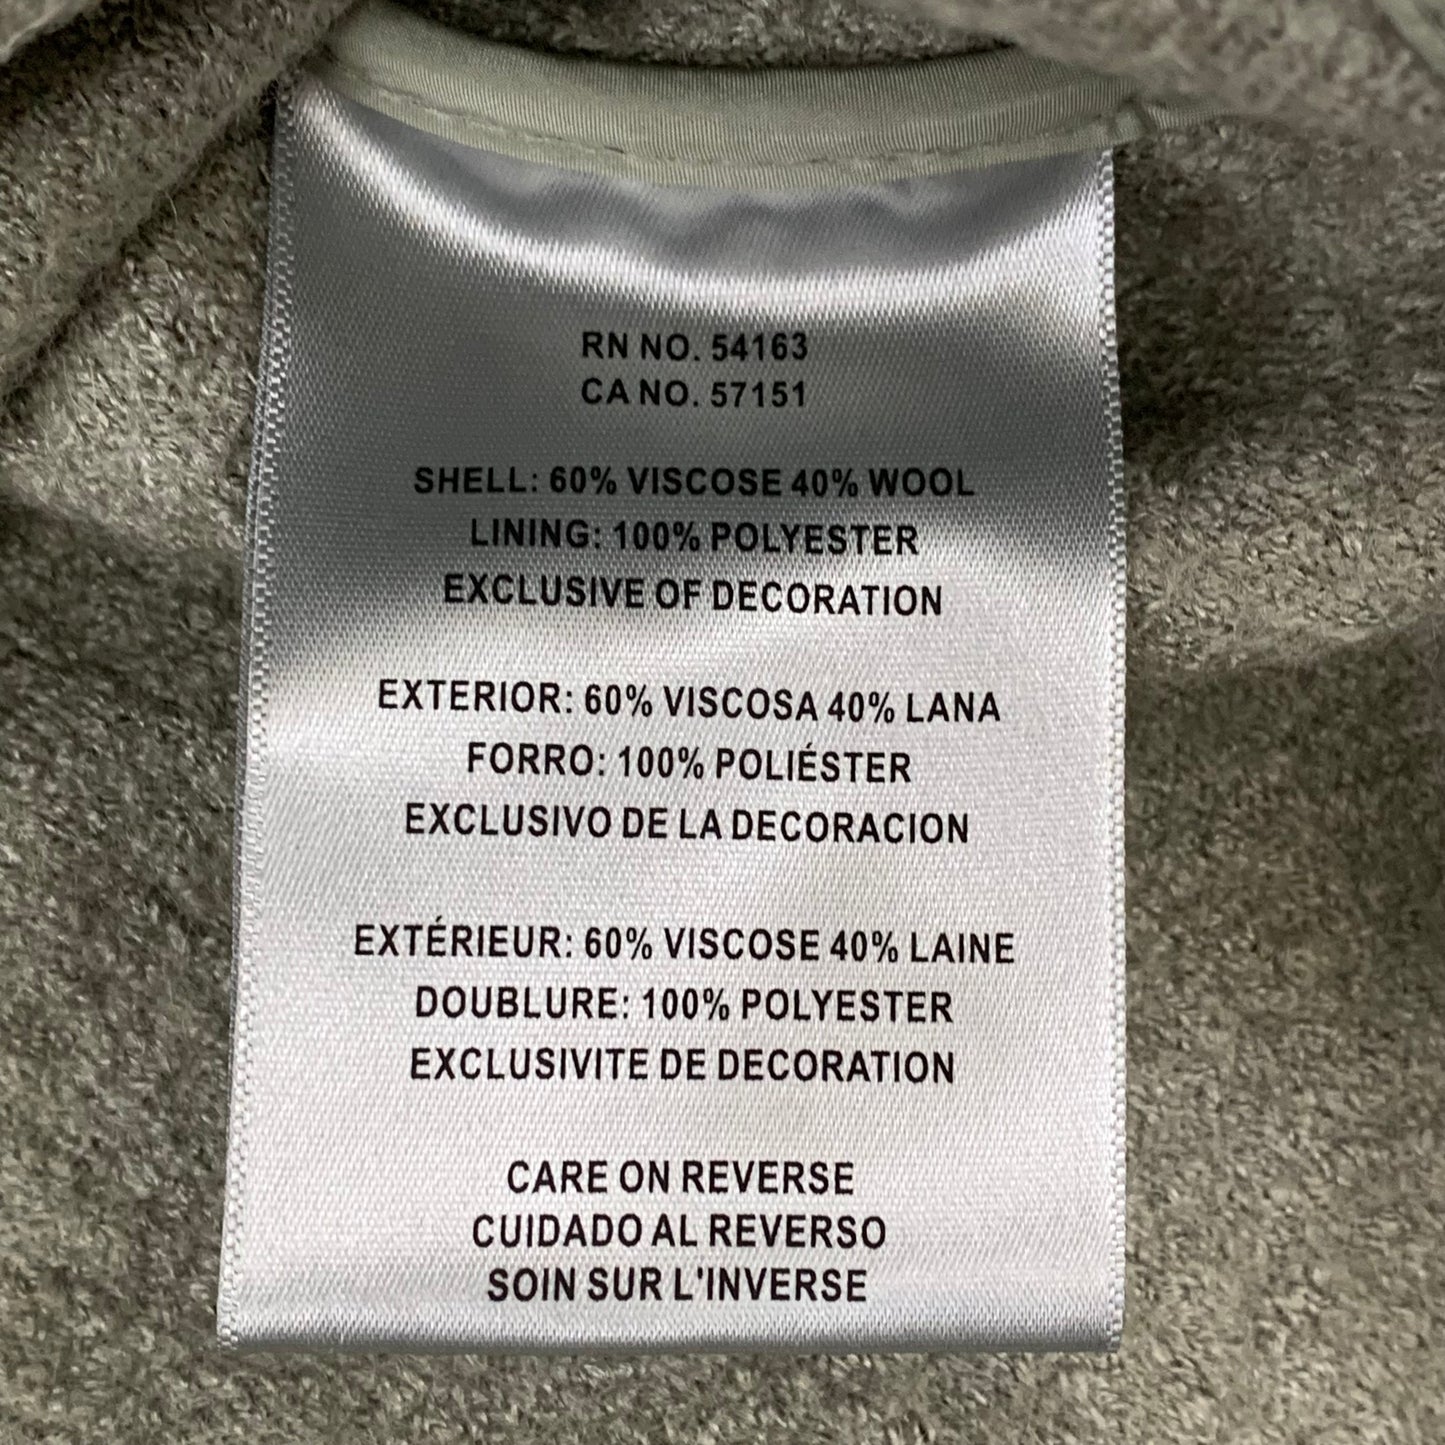 RN NO. 54163
CA NO. 57151
SHELL: 60% VISCOSE 40% WOOL
LINING: 100% POLYESTER
EXCLUSIVE OF DECORATION
EXTERIOR: 60% VISCOSA 40% LANA
FORRO: 100% POLIÉSTER
EXCLUSIVO DE LA DECORACION
EXTÉRIEUR: 60% VISCOSE 40% LAINE
DOUBLURE: 100% POLYESTER
EXCLUSIVITE DE DECORATION
CARE ON REVERSE
CUIDADO AL REVERSO
SOIN SUR L'INVERSE